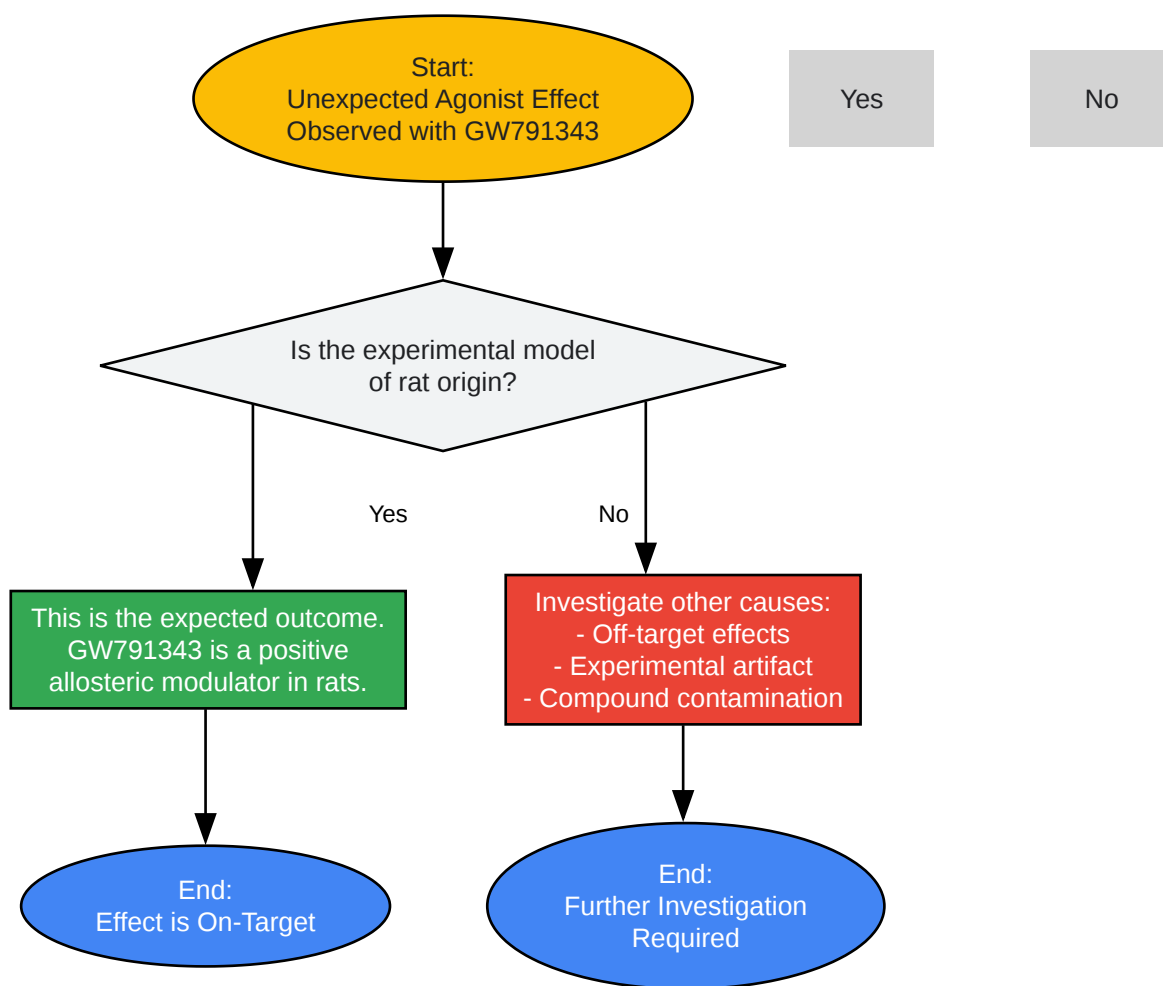 Start:
Unexpected Agonist Effect
Observed with GW791343
Yes
No
Is the experimental model
of rat origin?
Yes
No
This is the expected outcome.
GW791343 is a positive
allosteric modulator in rats.
Investigate other causes:
- Off-target effects
- Experimental artifact
- Compound contamination
End:
Effect is On-Target
End:
Further Investigation
Required